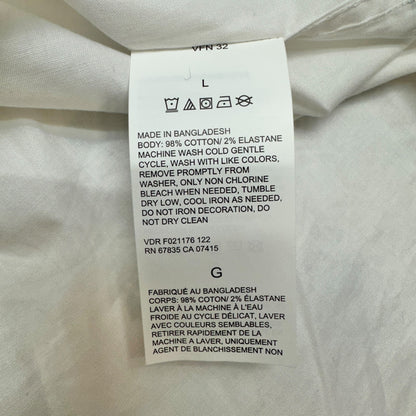 VFN 32
L
MADE IN BANGLADESH
BODY: 98% COTTON/ 2% ELASTANE
MACHINE WASH COLD GENTLE
CYCLE, WASH WITH LIKE COLORS,
REMOVE PROMPTLY FROM
WASHER, ONLY NON CHLORINE
BLEACH WHEN NEEDED, TUMBLE
DRY LOW, COOL IRON AS NEEDED,
DO NOT IRON DECORATION, DO
NOT DRY CLEAN
VDR F021176 122
RN 67835 CA 07415
G
FABRIQUÉ AU BANGLADESH
CORPS: 98% COTON/ 2% ÉLASTANE
LAVER À LA MACHINE À L'EAU
FROIDE AU CYCLE DÉLICAT, LAVER
AVEC COULEURS SEMBLABLES,
RETIRER RAPIDEMENT DE LA
MACHINE A LAVER, UNIQUEMENT
AGENT DE BLANCHISSEMENT NON